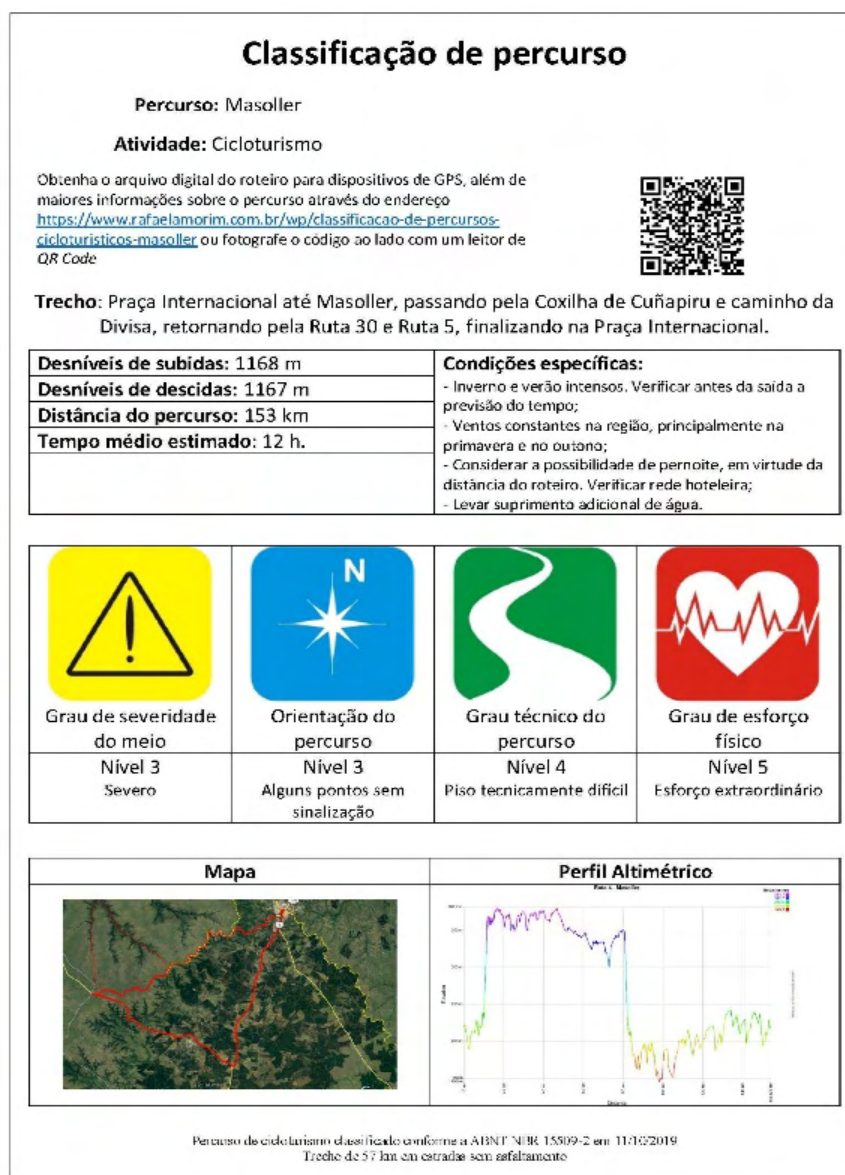 Classificação de percurso
Percurso: Masoller
Atividade: Cicloturismo
Obtenha o arquivo digital do roteiro para dispositivos de GPS, além de
maiores informações sobre o percurso através do endereço
https://www.rafaelamorim.com.br/wp/classificacao-de-percursos-
cicloturisticos-masoller ou fotografe o código ao lado com um leitor de
QR Code
Trecho: Praça Internacional até Masoller, passando pela Coxilha de Cuñapiru e caminho da
Divisa, retornando pela Ruta 30 e Ruta 5, finalizando na Praça Internacional.
Desníveis de subidas: 1168 m
Desníveis de descidas: 1167 m
Distância do percurso: 153 km
Tempo médio estimado: 12 h.
Condições específicas:
- Inverno e verão intensos. Verificar antes da saída a
previsão do tempo;
- Ventos constantes na região, principalmente na
primavera e no outono;
- Considerar a possibilidade de pernoite, em virtude da
distância do roteiro. Verificar rede hoteleira;
- Levar suprimento adicional de água.
N
Grau de severidade
do meio
Nível 3
Severo
Orientação do
percurso
Nível 3
Alguns pontos sem
sinalização
Grau técnico do
percurso
Nível 4
Piso tecnicamente difícil
Grau de esforço
físico
Nível 5
Esforço extraordinário
Mapa
Perfil Altimétrico
Percurso de cicloturismo classificado conforme a ABNT NBR 15509-2 em 11/10/2019
Trecho de 57 km em estradas sem asfaltamento